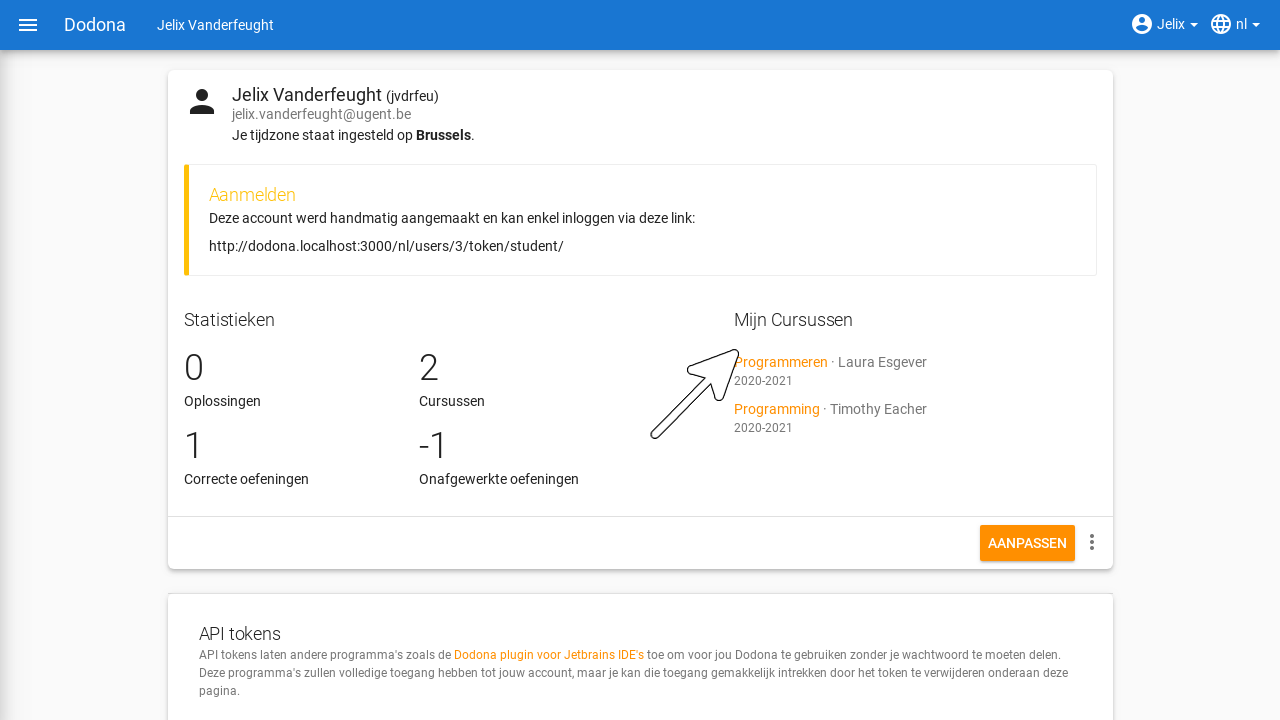 Dodona
Jelix Vanderfeught
Jelix
nl
Jelix Vanderfeught (jvdrfeu)
jelix.vanderfeught@ugent.be
Je tijdzone staat ingesteld op Brussels.
Aanmelden
Deze account werd handmatig aangemaakt en kan enkel inloggen via deze link:
http://dodona.localhost:3000/nl/users/3/token/student/
Statistieken
0
Oplossingen
2
Cursussen
1
Correcte oefeningen
-1
Onafgewerkte oefeningen
Mijn Cursussen
Programmeren · Laura Esgever
2020-2021
Programming · Timothy Eacher
2020-2021
AANPASSEN
API tokens
API tokens laten andere programma's zoals de Dodona plugin voor Jetbrains IDE's toe om voor jou Dodona te gebruiken zonder je wachtwoord te moeten delen.
Deze programma's zullen volledige toegang hebben tot jouw account, maar je kan die toegang gemakkelijk intrekken door het token te verwijderen onderaan deze
pagina.